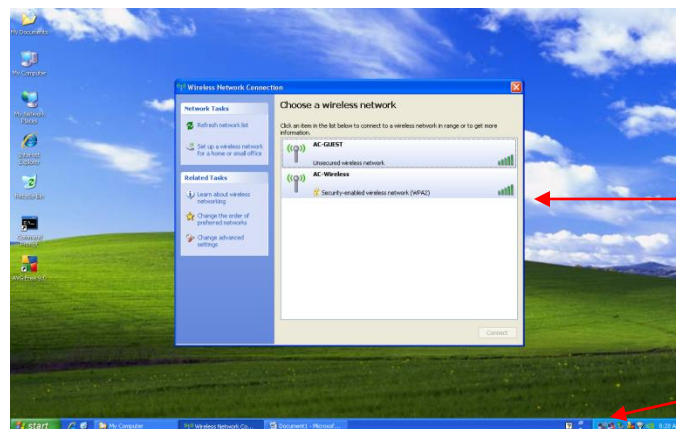 My Documents
My Computer
My Network
Places
Internet
Explorer
Recycle Bin
Command
Prompt
AVG Free 9.0
Wireless Network Connection
Network Tasks
Refresh network list
Set up a wireless network
for a home or small office
Related Tasks
Learn about wireless
networking
Change the order of
preferred networks
Change advanced
settings
Choose a wireless network
Click an item in the list below to connect to a wireless network in range or to get more
information.
AC-GUEST
Unsecured wireless network
AC-Wireless
Security-enabled wireless network (WPA2)
Connect
start
My Computer
Wireless Network Co...
Document1 - Microsof...
8:28 A